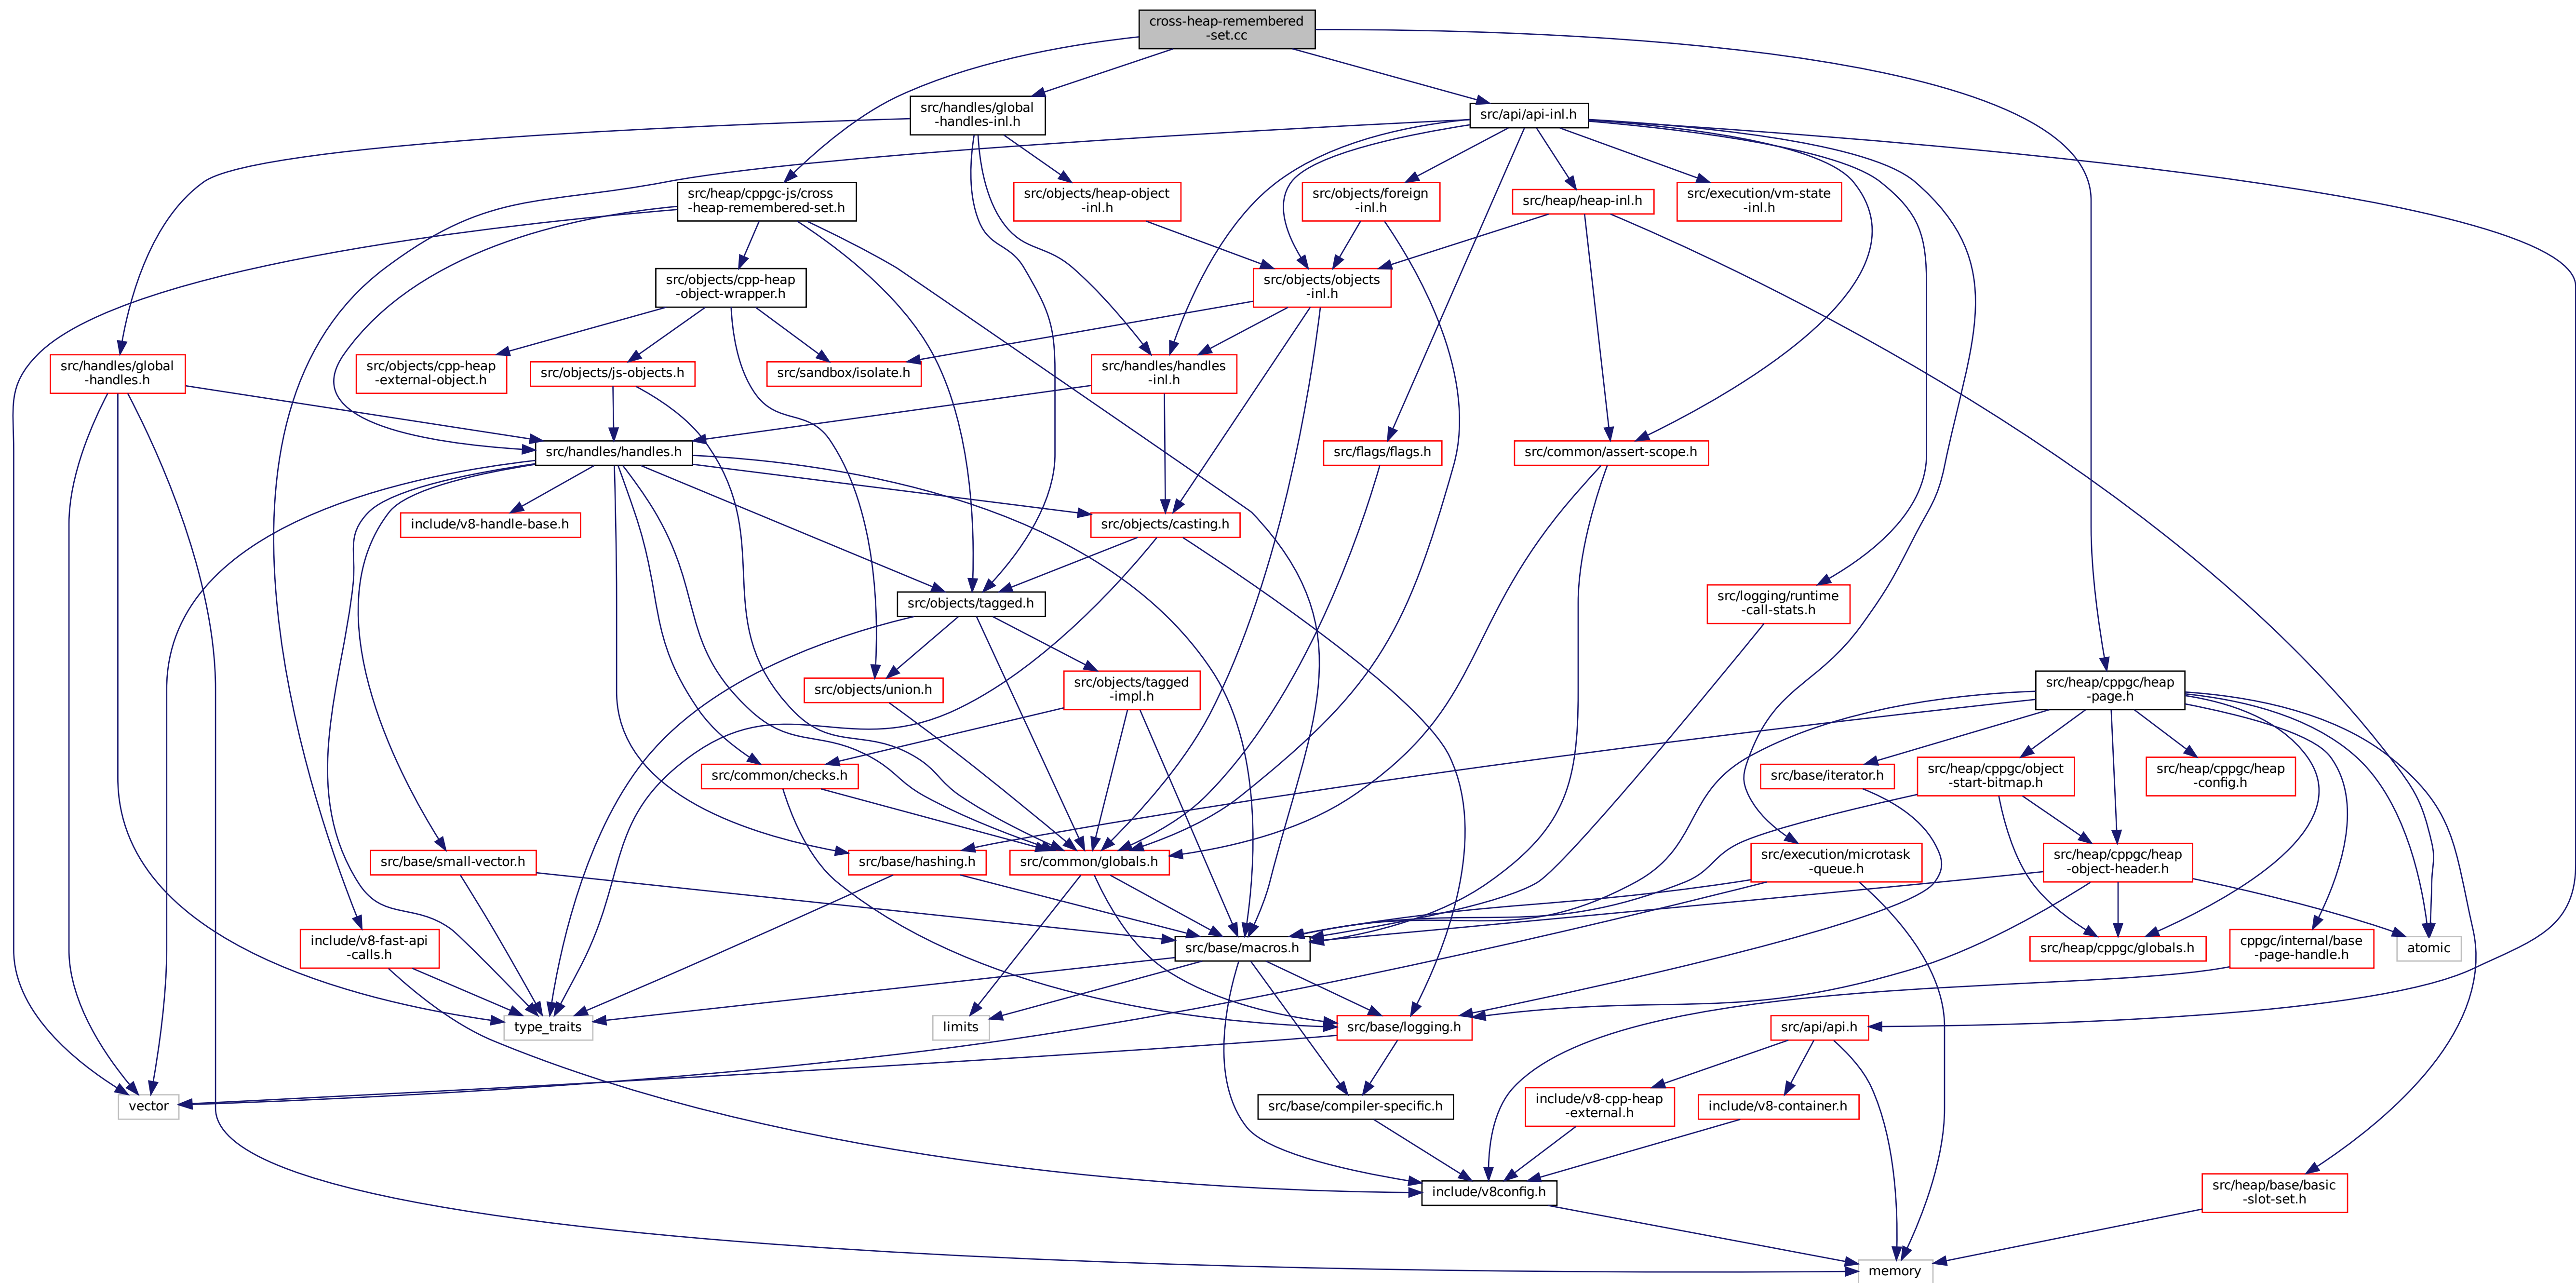 cross-heap-remembered
-set.cc
src/handles/global
-handles-inl.h
src/api/api-inl.h
src/heap/cppgc-js/cross
-heap-remembered-set.h
src/objects/heap-object
-inl.h
src/objects/foreign
-inl.h
src/heap/heap-inl.h
src/execution/vm-state
-inl.h
src/objects/cpp-heap
-object-wrapper.h
src/objects/objects
-inl.h
src/handles/global
-handles.h
src/objects/cpp-heap
-external-object.h
src/objects/js-objects.h
src/sandbox/isolate.h
src/handles/handles
-inl.h
src/handles/handles.h
src/flags/flags.h
src/common/assert-scope.h
include/v8-handle-base.h
src/objects/casting.h
src/objects/tagged.h
src/logging/runtime
-call-stats.h
src/objects/union.h
src/objects/tagged
-impl.h
src/heap/cppgc/heap
-page.h
src/common/checks.h
src/base/iterator.h
src/heap/cppgc/object
-start-bitmap.h
src/heap/cppgc/heap
-config.h
src/base/small-vector.h
src/base/hashing.h
src/common/globals.h
src/execution/microtask
-queue.h
src/heap/cppgc/heap
-object-header.h
include/v8-fast-api
-calls.h
src/base/macros.h
src/heap/cppgc/globals.h
cppgc/internal/base
-page-handle.h
atomic
type_traits
limits
src/base/logging.h
src/api/api.h
vector
src/base/compiler-specific.h
include/v8-cpp-heap
-external.h
include/v8-container.h
include/v8config.h
src/heap/base/basic
-slot-set.h
memory